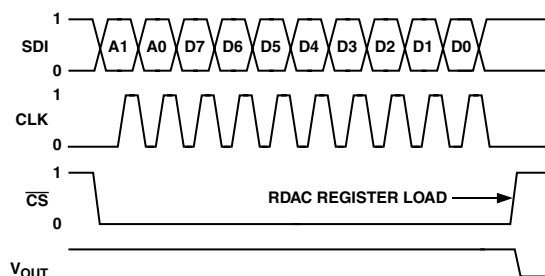 1
SDI
A1 A0 D7 D6 D5 D4 D3 D2 D1 D0
0
1
CLK
0
1
CS
RDAC REGISTER LOAD
0
VOUT